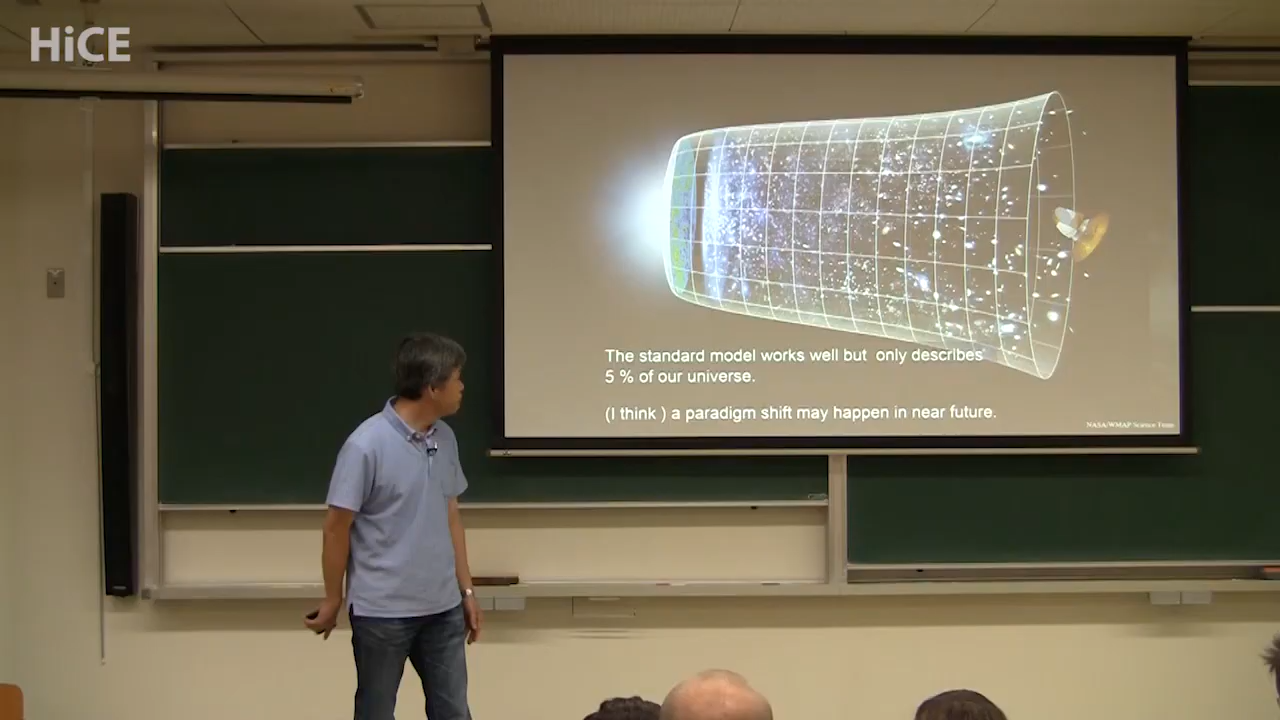 HiCE
The standard model works well but only describes
5 % of our universe.
(I think ) a paradigm shift may happen in near future.
NASA/WMAP Science Team